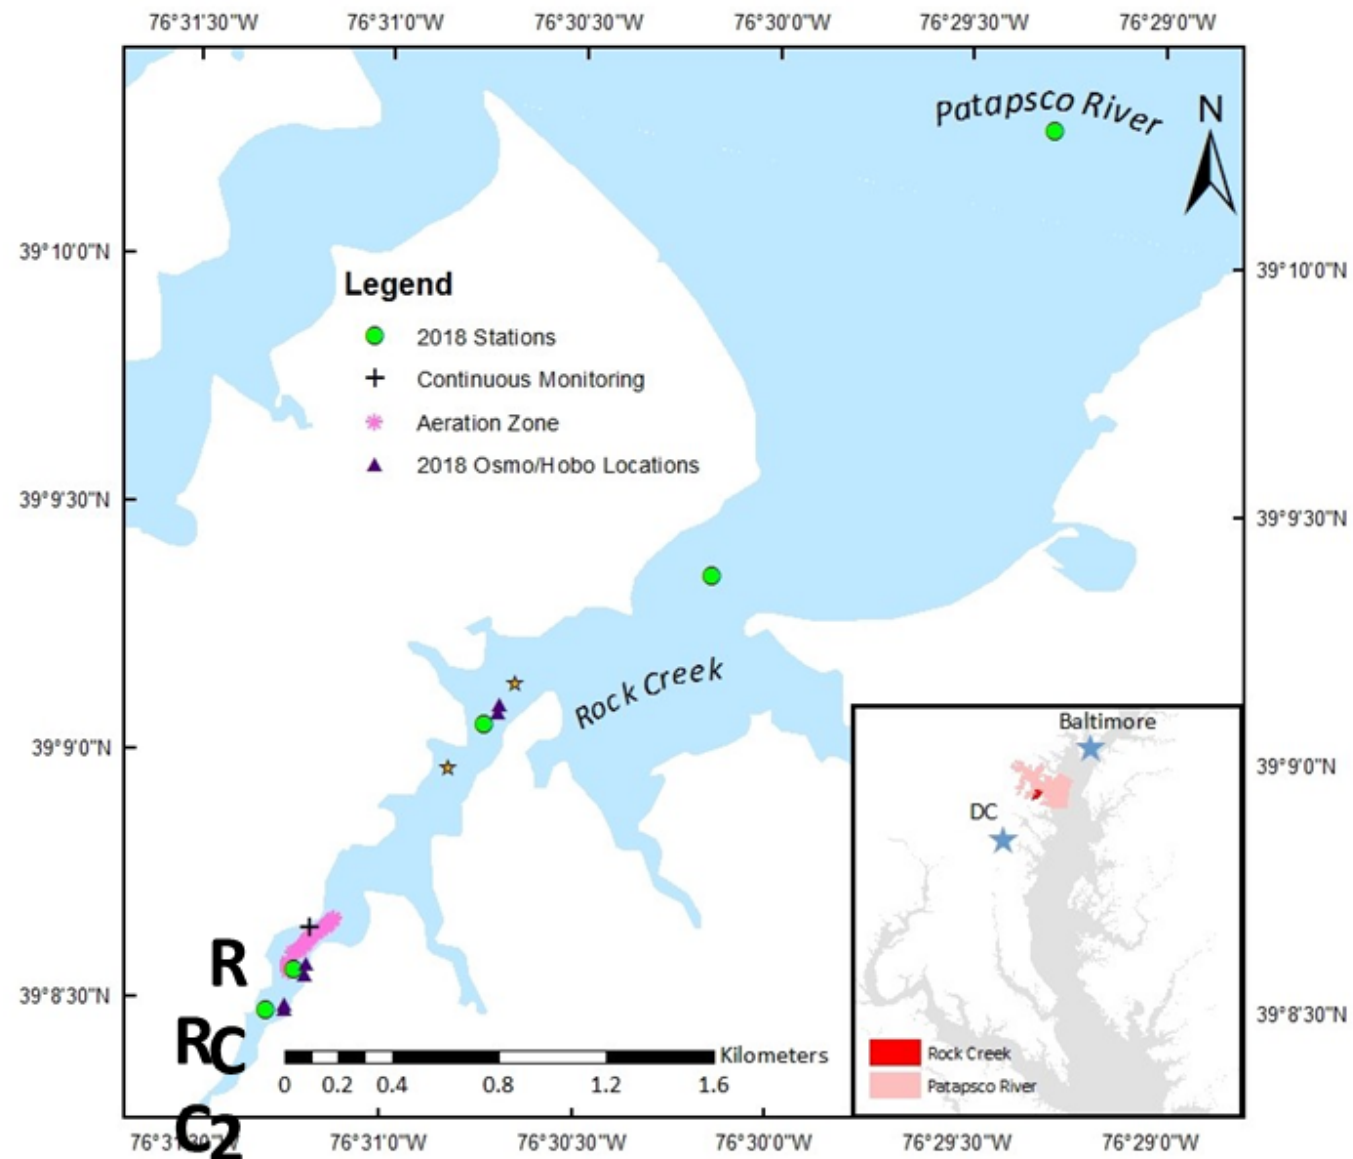 76°31'30"W 76°31'0"W 76°30'30"W 76°30'0"W 76°29'30"W 76°29'0"W
Patapsco River
N
39°10'0"N
39°10'0"N
Legend
2018 Stations
Continuous Monitoring
Aeration Zone
2018 Osmo/Hobo Locations
39°9'30"N
39°9'30"N
Rock Creek
Baltimore
39°9'0"N
39°9'0"N
DC
R
39°8'30"N
39°8'30"N
R
C
Kilometers
0 0.2 0.4 0.8 1.2 1.6
Rock Creek
Patapsco River
C
2
76°31'30"W 76°31'0"W 76°30'30"W 76°30'0"W 76°29'30"W 76°29'0"W